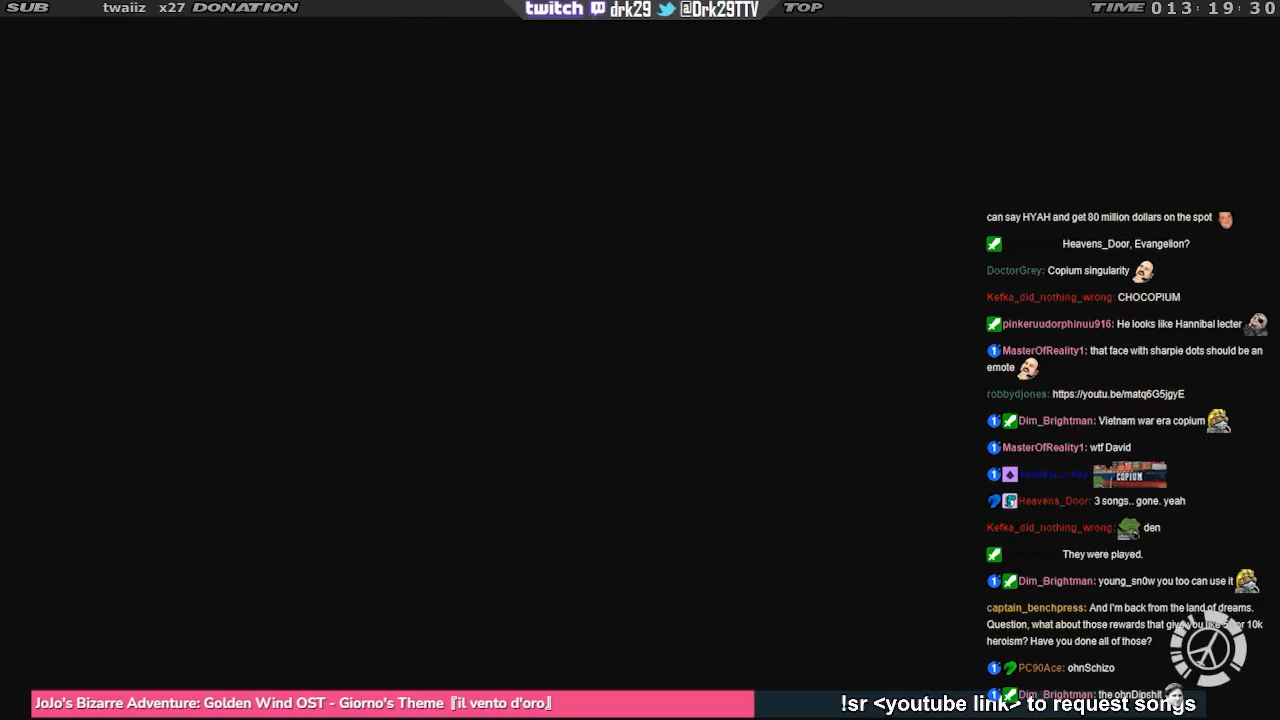 SUB twaiiz x27 DONATION twitch drk29 @Drk29TTV TOP TIME 013:19:30
can say HYAH and get 80 million dollars on the spot
Heavens_Door, Evangelion?
DoctorGrey: Copium singularity
Kefka_did_nothing_wrong: CHOCOPIUM
pinkeruudorphinuu916: He looks like Hannibal lecter
MasterOfReality1: that face with sharpie dots should be an
emote
robbydjones: https://youtu.be/matq6G5jgyE
Dim_Brightman: Vietnam war era copium
MasterOfReality1: wtf David
COPIUM
Heavens_Door: 3 songs.. gone. yeah
Kefka_did_nothing_wrong: den
They were played.
Dim_Brightman: young_sn0w you too can use it
captain_benchpress: And I'm back from the land of dreams.
Question, what about those rewards that give you like or 10k
heroism? Have you done all of those?
PC90Ace: ohnSchizo
Dim_Brightman: the ohnDipshit
JoJo's Bizarre Adventure: Golden Wind OST - Giorno's Theme『il vento d'oro』
!sr <youtube link> to request songs